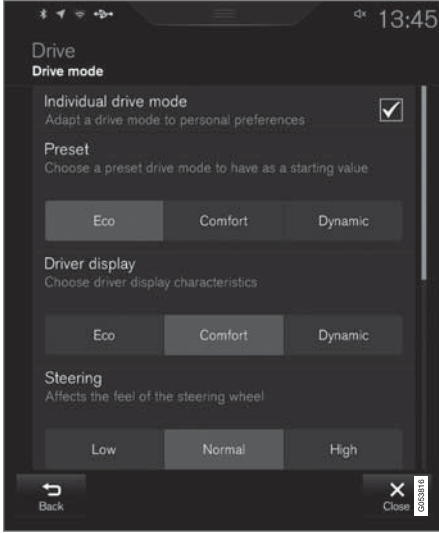 13:45
Drive
Drive mode
Individual drive mode
Adapt a drive mode to personal preferences
Preset
Choose a preset drive mode to have as a starting value
Eco Comfort Dynamic
Driver display
Choose driver display characteristics
Eco Comfort Dynamic
Steering
Affects the feel of the steering wheel
Low Normal High
Back Close
G053816